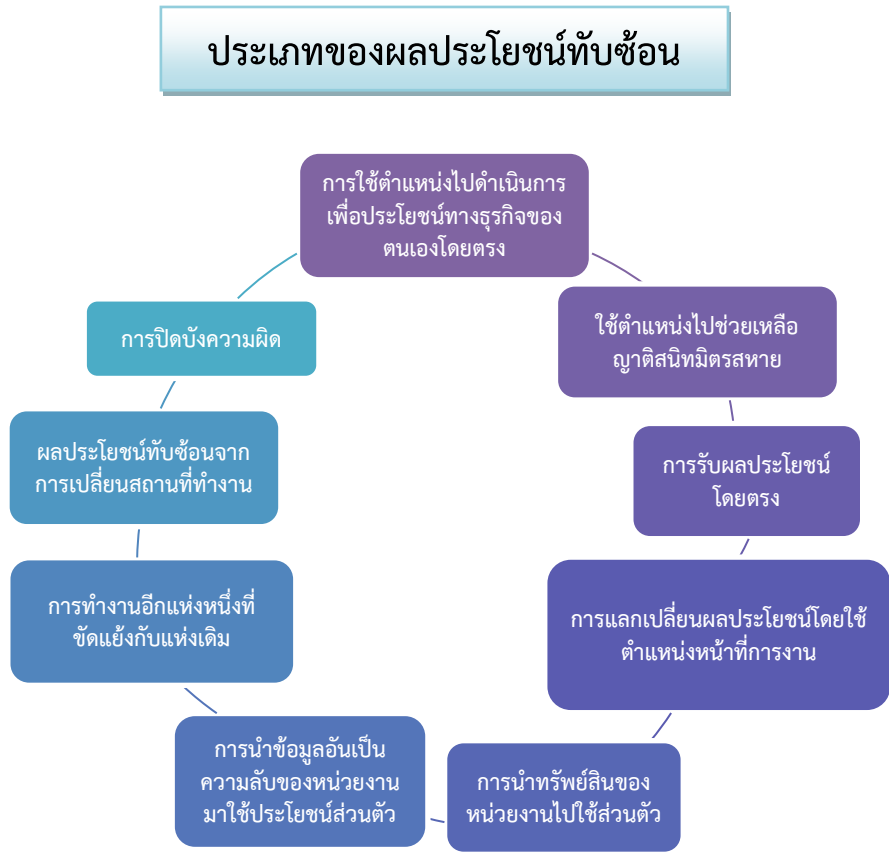 ประเภทของผลประโยชน์ทับซ้อน
การใช้ตำแหน่งไปดำเนินการ
เพื่อประโยชน์ทางธุรกิจของ
ตนเองโดยตรง
ใช้ตำแหน่งไปช่วยเหลือ
ญาติสนิทมิตรสหาย
การรับผลประโยชน์
โดยตรง
การแลกเปลี่ยนผลประโยชน์โดยใช้
ตำแหน่งหน้าที่การงาน
การนำทรัพย์สินของ
หน่วยงานไปใช้ส่วนตัว
การนำข้อมูลอันเป็น
ความลับของหน่วยงาน
มาใช้ประโยชน์ส่วนตัว
การทำงานอีกแห่งหนึ่งที่
ขัดแย้งกับแห่งเดิม
ผลประโยชน์ทับซ้อนจาก
การเปลี่ยนสถานที่ทำงาน
การปิดบังความผิด